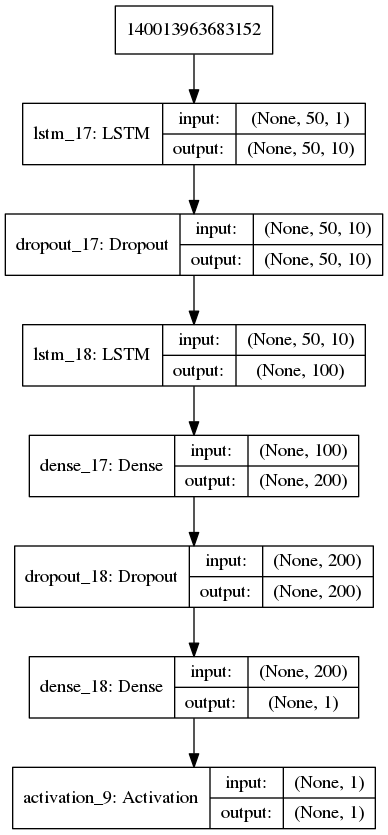 140013963683152
lstm_17: LSTM
input:
(None, 50, 1)
output:
(None, 50, 10)
dropout_17: Dropout
input:
(None, 50, 10)
output:
(None, 50, 10)
lstm_18: LSTM
input:
(None, 50, 10)
output:
(None, 100)
dense_17: Dense
input:
(None, 100)
output:
(None, 200)
dropout_18: Dropout
input:
(None, 200)
output:
(None, 200)
dense_18: Dense
input:
(None, 200)
output:
(None, 1)
activation_9: Activation
input:
(None, 1)
output:
(None, 1)